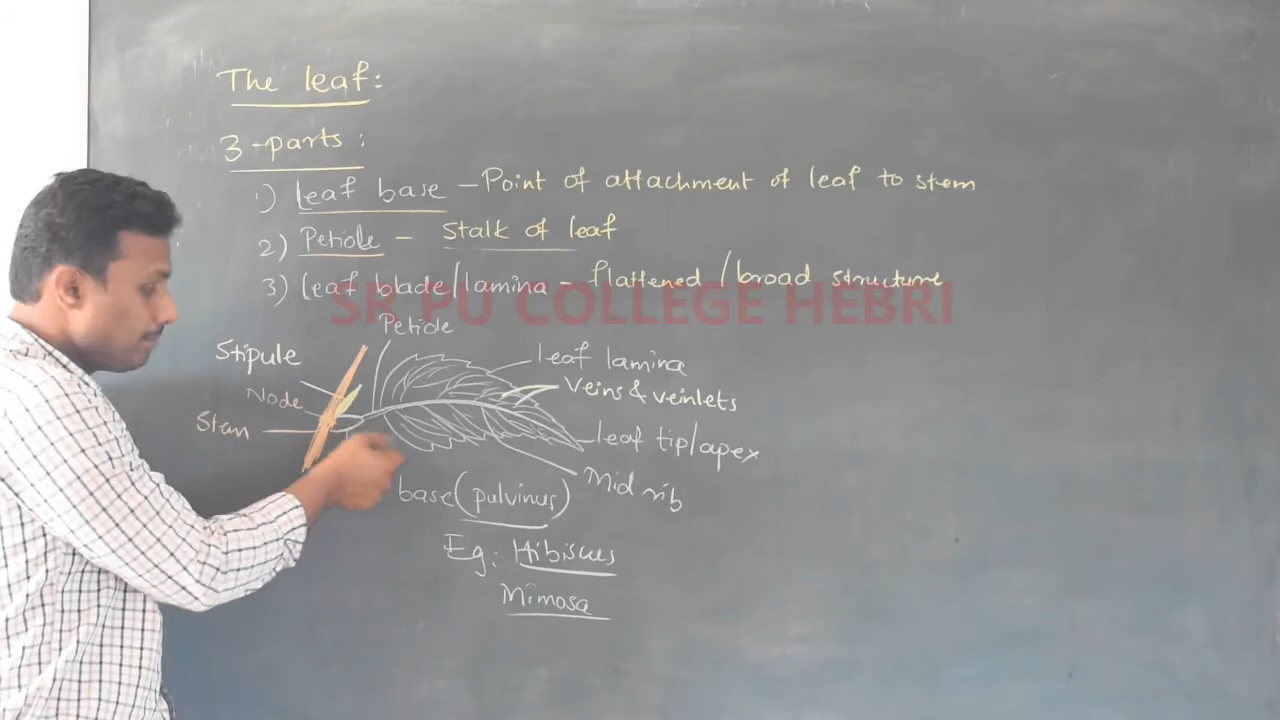 The leaf:
3-parts:
1) Leaf base - Point of attachment of leaf to stem
2) Petiole - Stalk of leaf
3) Leaf blade/lamina - flattened/broad structure
SR PU COLLEGE HEBRI
Petiole
Stipule
leaf lamina
Node
Veins & veinlets
Stem
leaf tip/apex
Mid rib
base (pulvinus)
Eg: Hibiscus
Mimosa